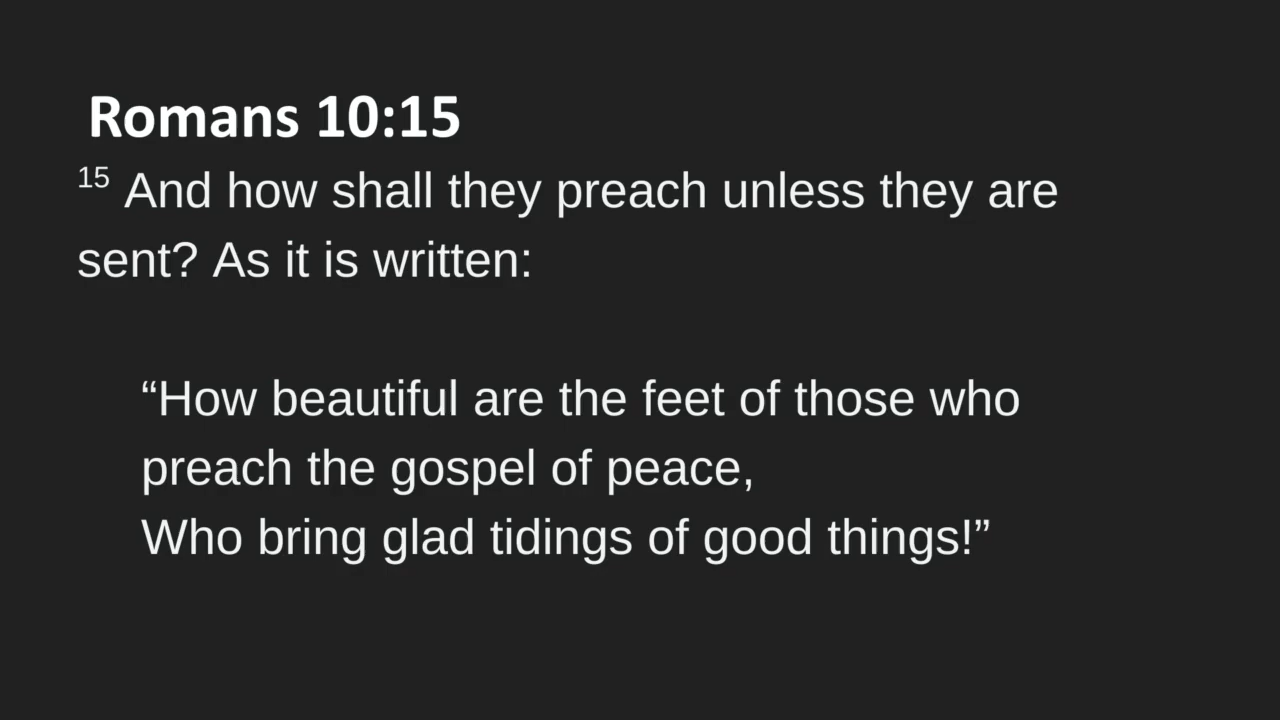 Romans 10:15
15 And how shall they preach unless they are
sent? As it is written:
“How beautiful are the feet of those who
preach the gospel of peace,
Who bring glad tidings of good things!”